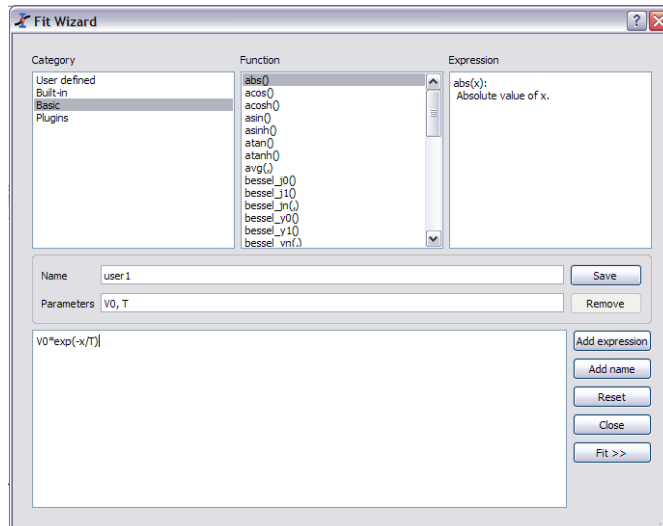 Fit Wizard
Category
Function
Expression
User defined
Built-in
Basic
Plugins
abs()
acos()
acosh()
asin()
asinh()
atan()
atanh()
avg(,)
bessel_j0()
bessel_j1()
bessel_jn(,)
bessel_y0()
bessel_y1()
bessel_yn(,)
abs(x):
Absolute value of x.
Name
user1
Save
Parameters
V0, T
Remove
V0*exp(-x/T)
Add expression
Add name
Reset
Close
Fit >>